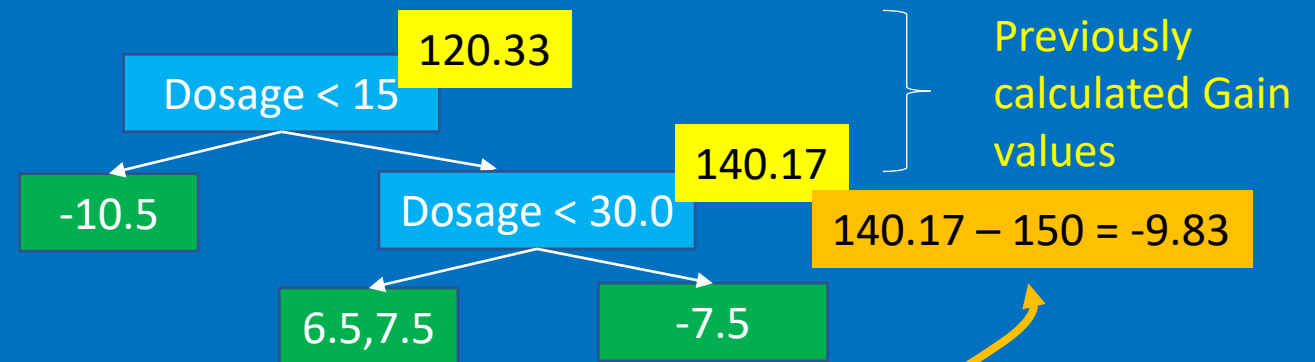 120.33
Dosage < 15
Previously
calculated Gain
values
140.17
-10.5
Dosage < 30.0
140.17 – 150 = -9.83
6.5,7.5
-7.5